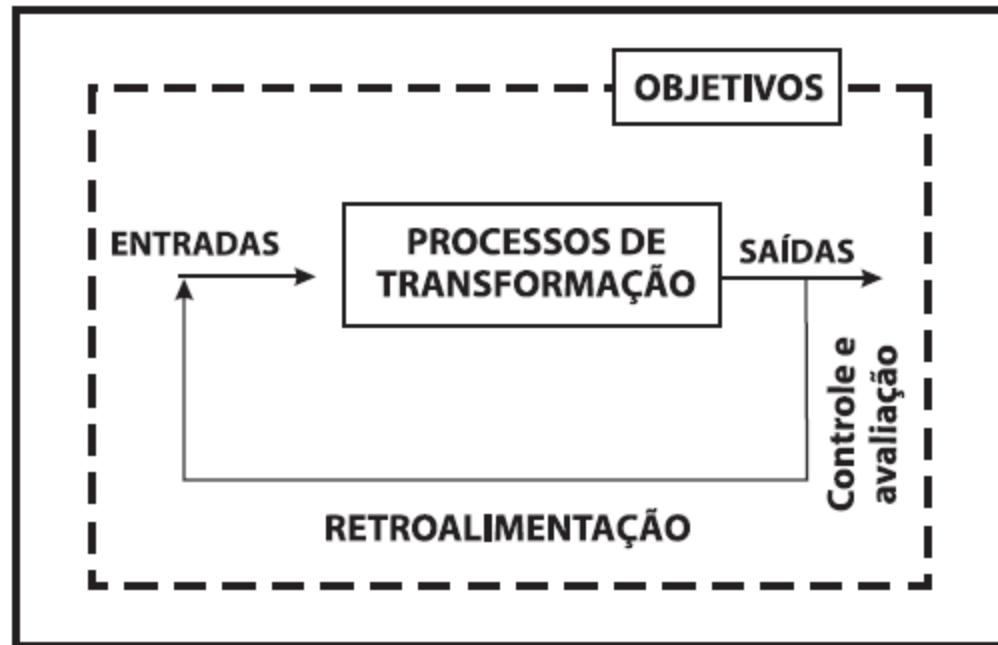 OBJETIVOS
ENTRADAS
PROCESSOS DE
TRANSFORMAÇÃO
SAÍDAS
Controle e
avaliação
RETROALIMENTAÇÃO